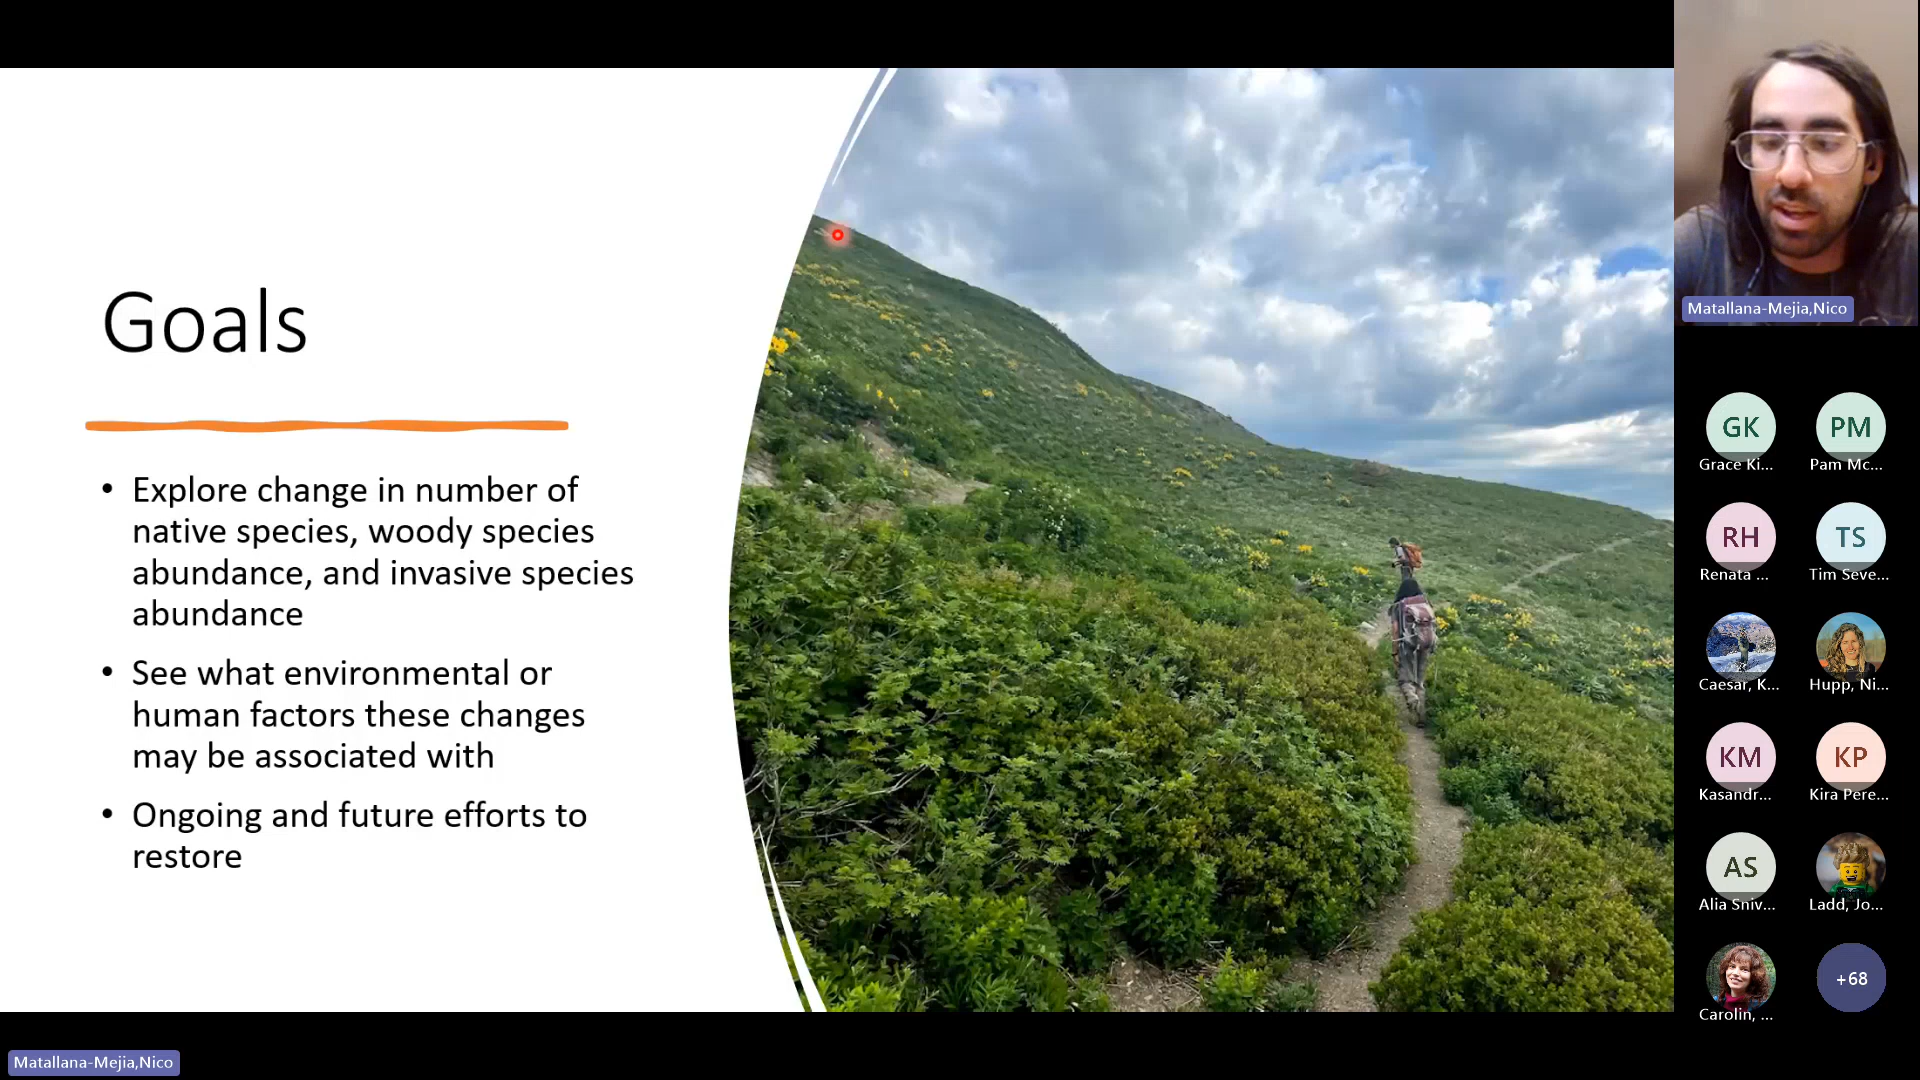 Goals
• Explore change in number of
native species, woody species
abundance, and invasive species
abundance
• See what environmental or
human factors these changes
may be associated with
• Ongoing and future efforts to
restore
Matallana-Mejia,Nico
GK
PM
Grace Ki...
Pam Mc...
RH
TS
Renata ...
Tim Seve...
Caesar, K...
Hupp, Ni...
KM
KP
Kasandr...
Kira Pere...
AS
Alia Sniv...
Ladd, Jo...
+68
Carolin, ...
Matallana-Mejia,Nico